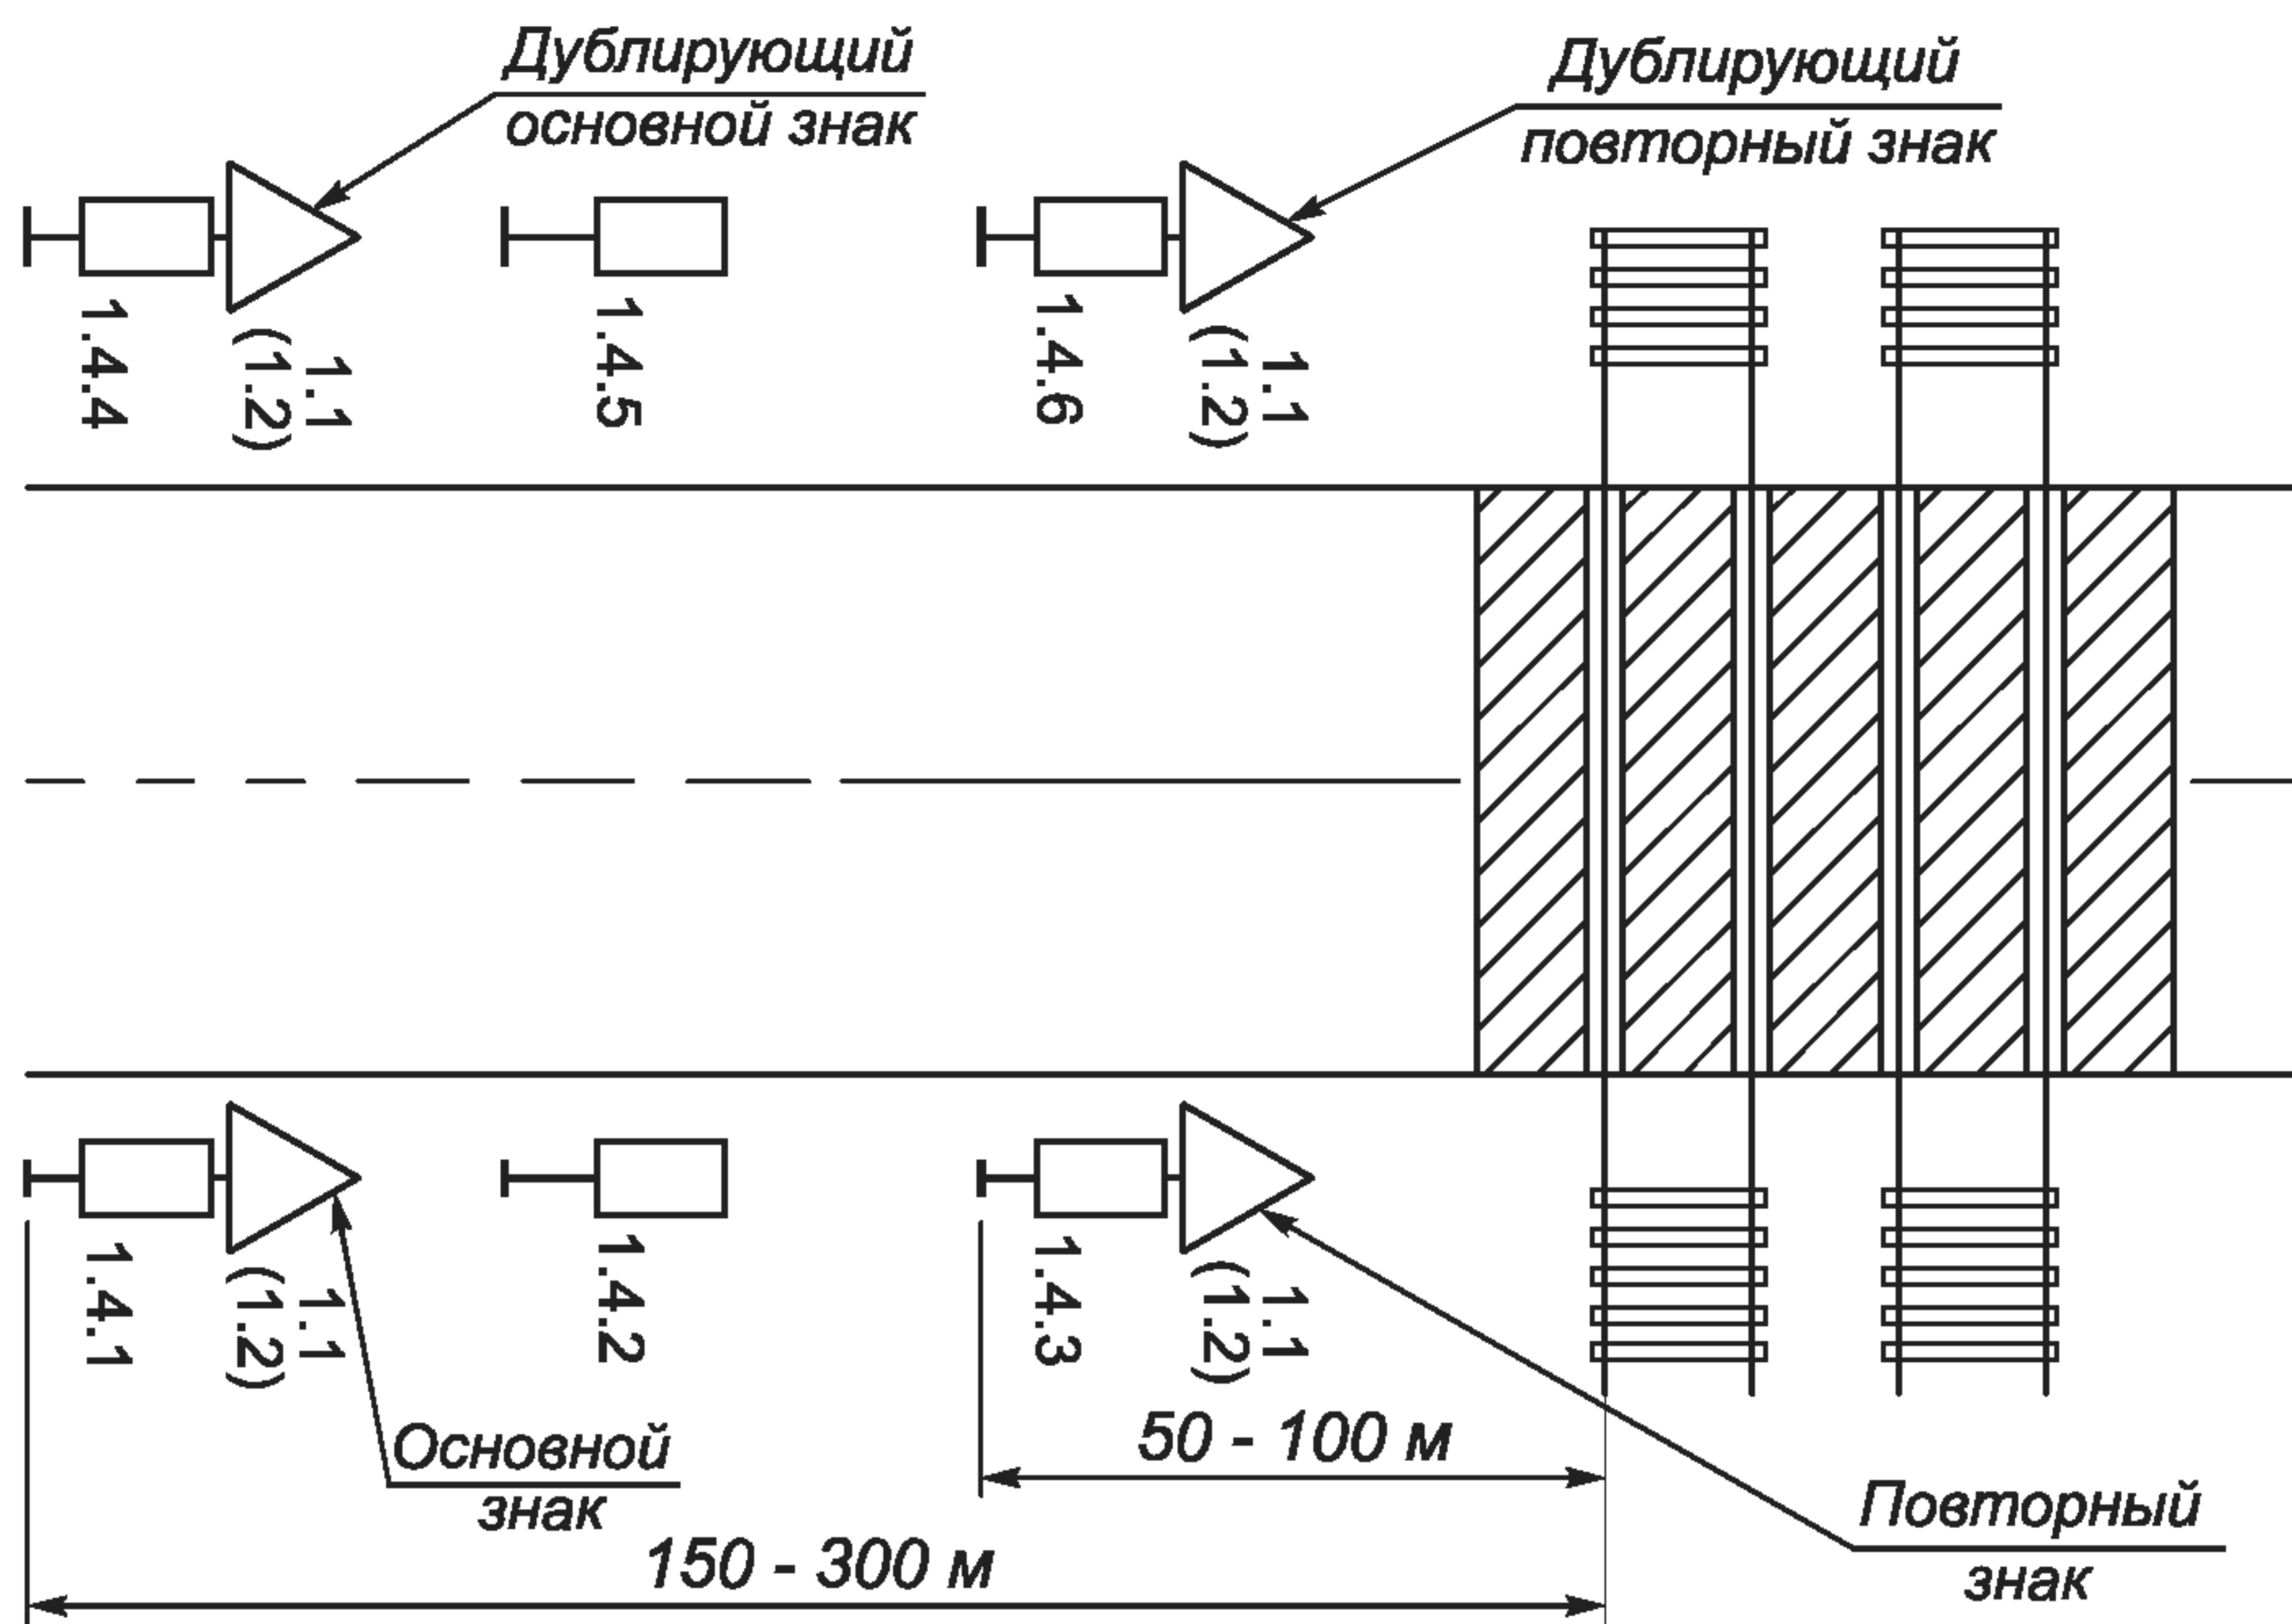 Дублирующий
основной знак
Дублирующий
повторный знак
1.4.4
1.1
(1.2)
1.4.5
1.4.6
1.1
(1.2)
1.4.1
1.1
(1.2)
1.4.2
1.4.3
1.1
(1.2)
Основной
знак
50 - 100 м
Повторный
знак
150 - 300 м